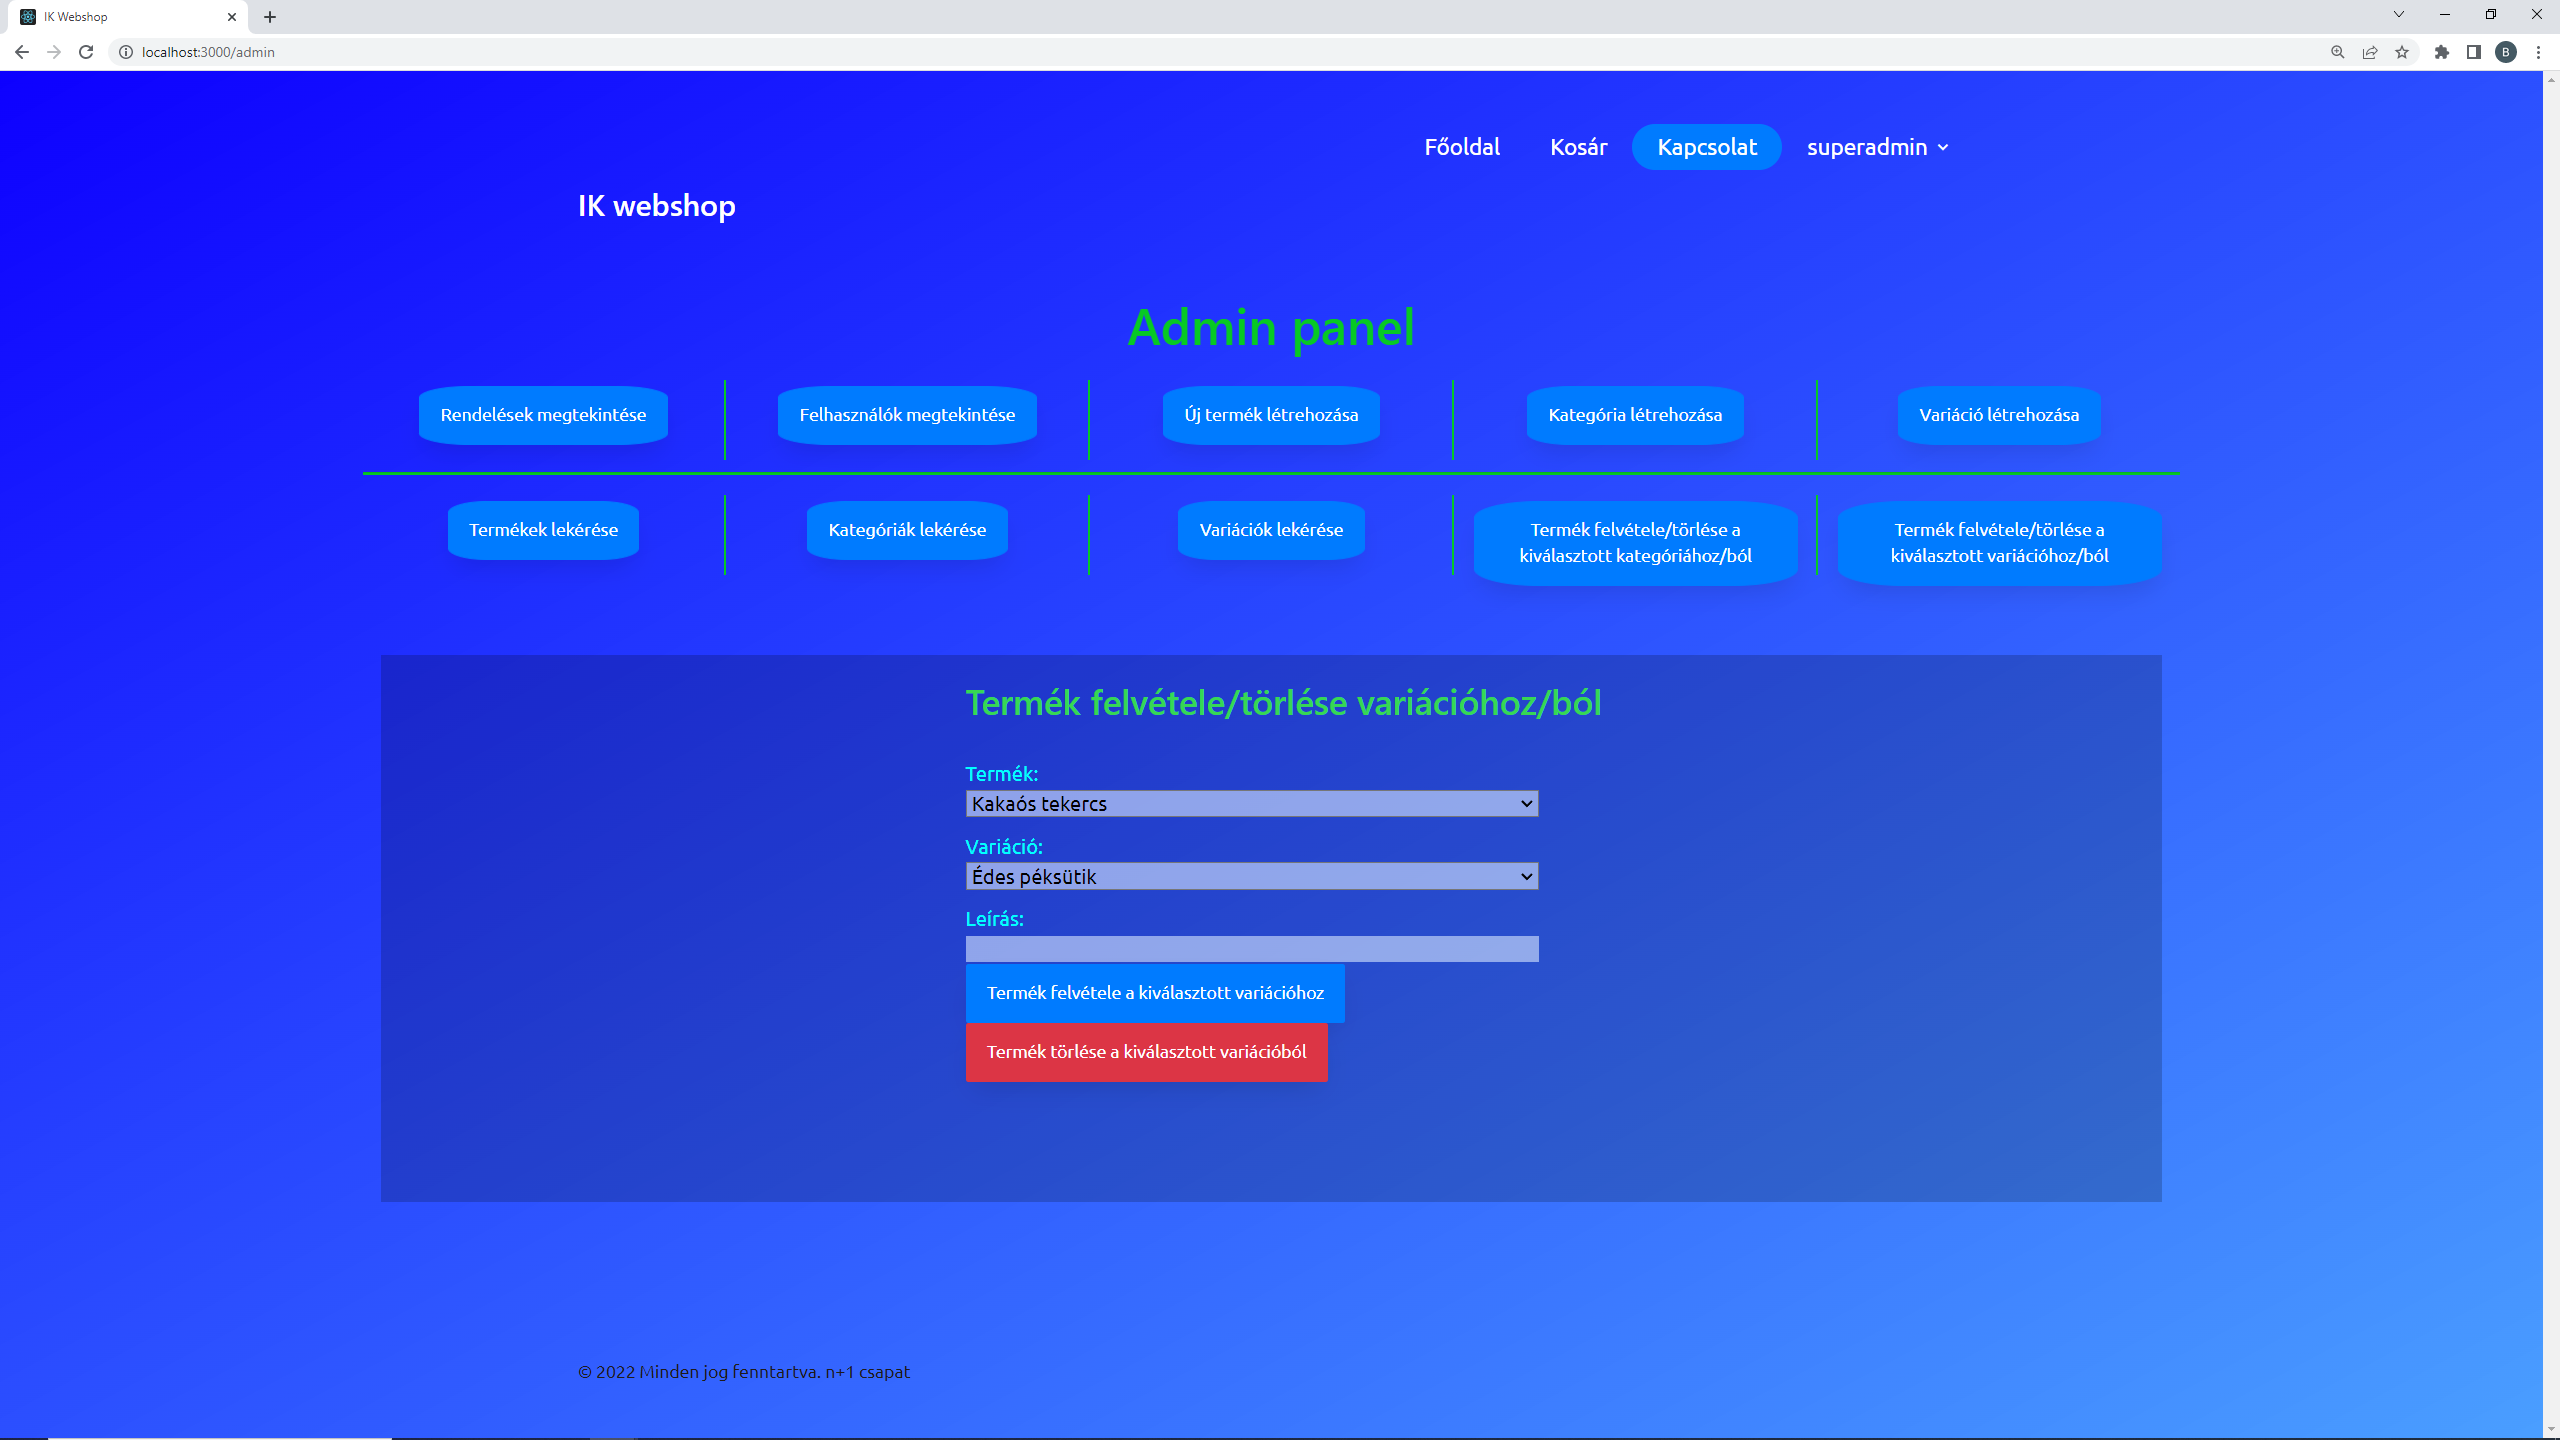 IK Webshop
localhost:3000/admin
B
Főoldal
Kosár
Kapcsolat
superadmin
IK webshop
Admin panel
Rendelések megtekintése
Felhasználók megtekintése
Új termék létrehozása
Kategória létrehozása
Variáció létrehozása
Termékek lekérése
Kategóriák lekérése
Variációk lekérése
Termék felvétele/törlése a
kiválasztott kategóriához/ból
Termék felvétele/törlése a
kiválasztott variációhoz/ból
Termék felvétele/törlése variációhoz/ból
Termék:
Kakaós tekercs
Variáció:
Édes péksütik
Leírás:
Termék felvétele a kiválasztott variációhoz
Termék törlése a kiválasztott variációból
© 2022 Minden jog fenntartva. n+1 csapat